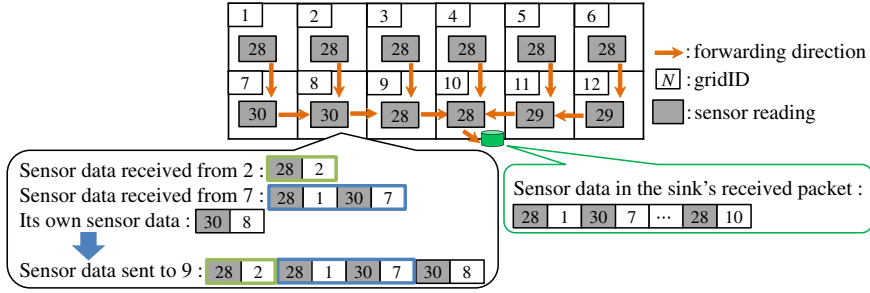 1 2 3 4 5 6
28 28 28 28 28 28
7 8 9 10 11 12
30 30 28 28 29 29
: forwarding direction
N : gridID
: sensor reading
Sensor data received from 2 : 28 2
Sensor data received from 7 : 28 1 30 7
Its own sensor data : 30 8
Sensor data sent to 9 : 28 2 28 1 30 7 30 8
Sensor data in the sink's received packet :
28 1 30 7 ... 28 10